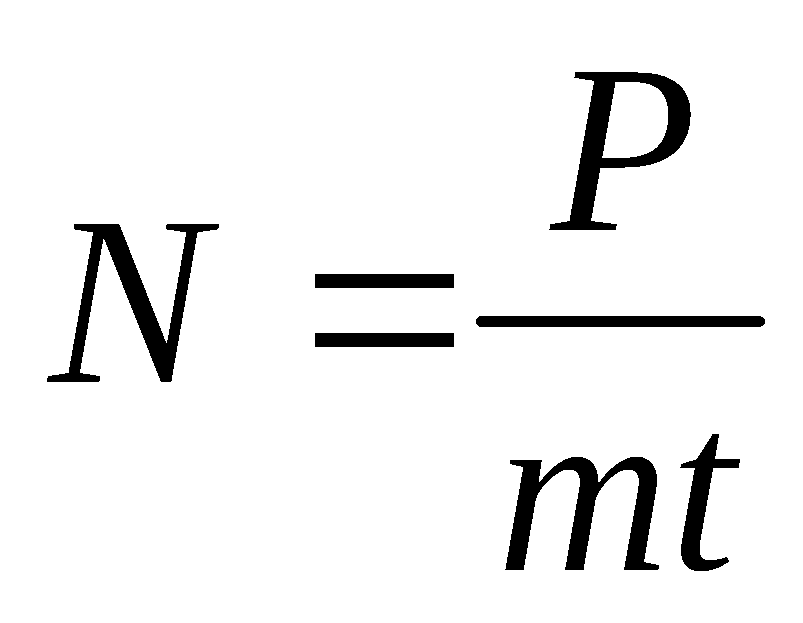 N = P/mt